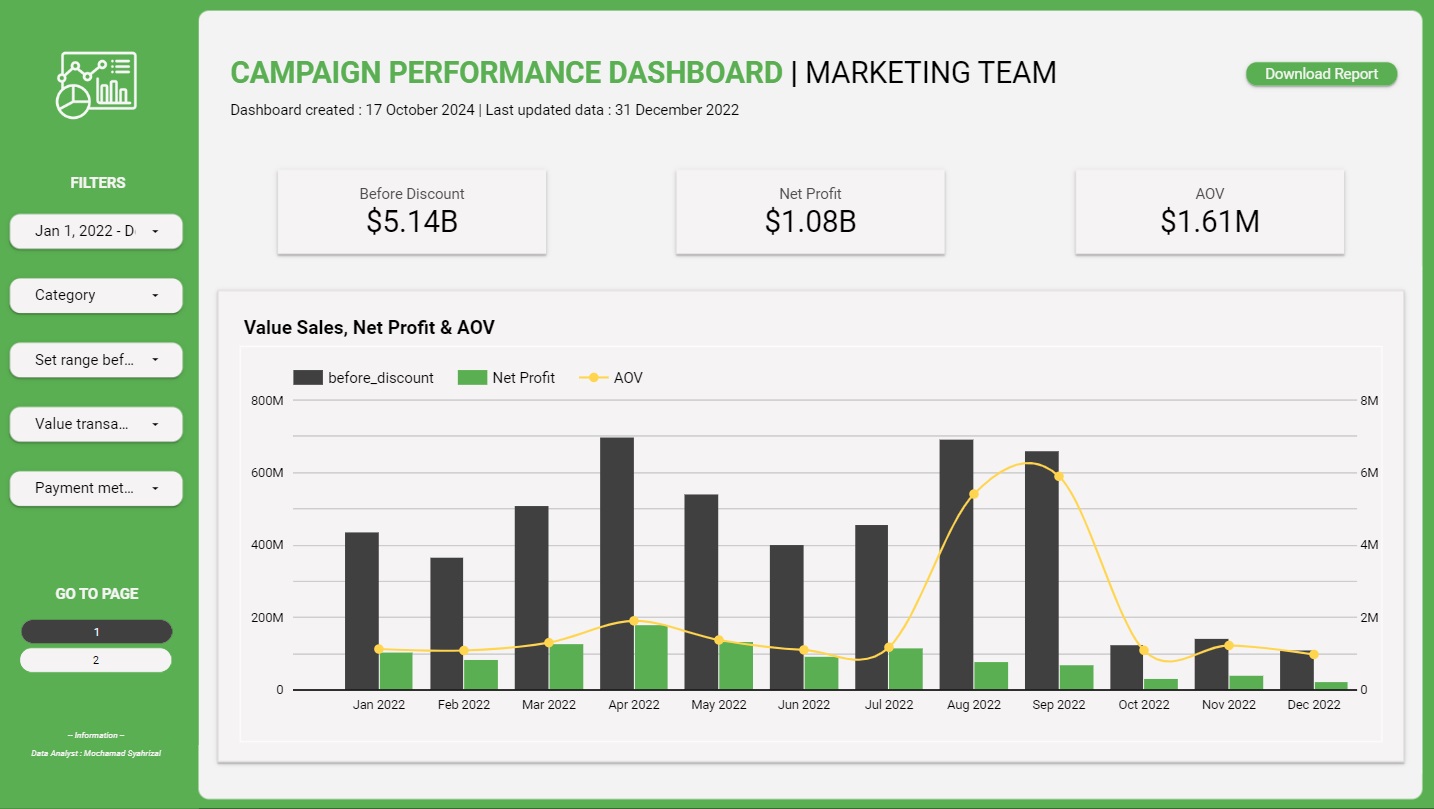 CAMPAIGN PERFORMANCE DASHBOARD | MARKETING TEAM
Download Report
Dashboard created : 17 October 2024 | Last updated data : 31 December 2022
FILTERS
Jan 1, 2022 - D
Category
Set range bef...
Value transa...
Payment met...
GO TO PAGE
1
2
-- Information --
Data Analyst : Mochamad Syahrizal
Before Discount
$5.14B
Net Profit
$1.08B
AOV
$1.61M
Value Sales, Net Profit & AOV
before_discount Net Profit AOV
800M 8M
600M 6M
400M 4M
200M 2M
0 0
Jan 2022 Feb 2022 Mar 2022 Apr 2022 May 2022 Jun 2022 Jul 2022 Aug 2022 Sep 2022 Oct 2022 Nov 2022 Dec 2022